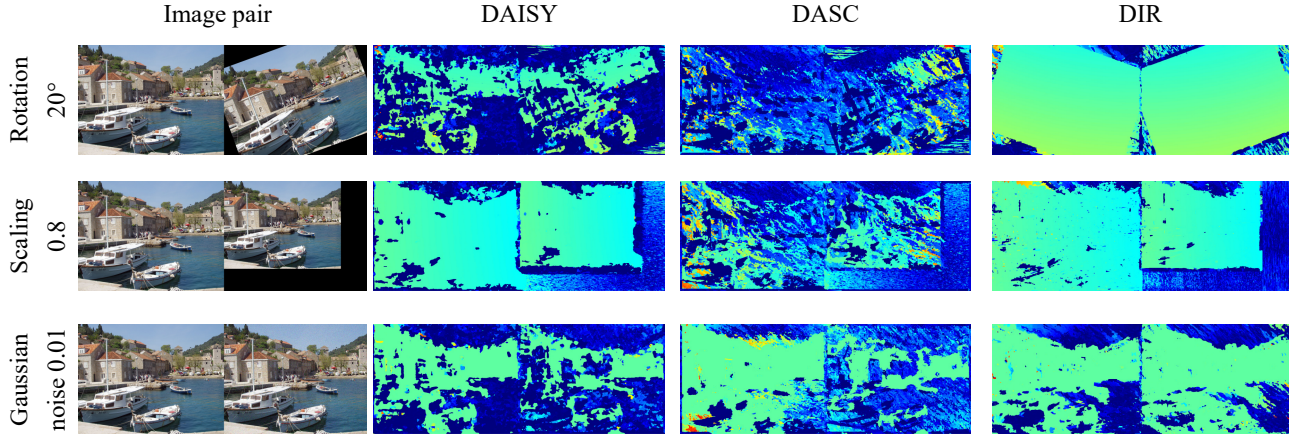 Image pair
DAISY
DASC
DIR
Rotation
20°
Scaling
0.8
Gaussian
noise 0.01